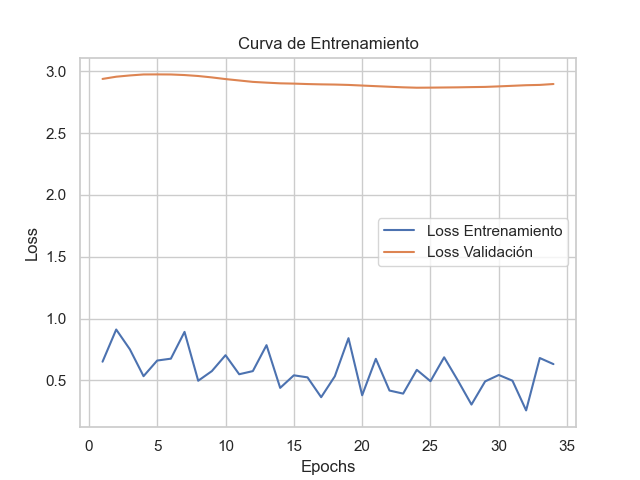 Curva de Entrenamiento
3.0
2.5
2.0
1.5
1.0
0.5
Loss
Loss Entrenamiento
Loss Validación
0 5 10 15 20 25 30 35
Epochs